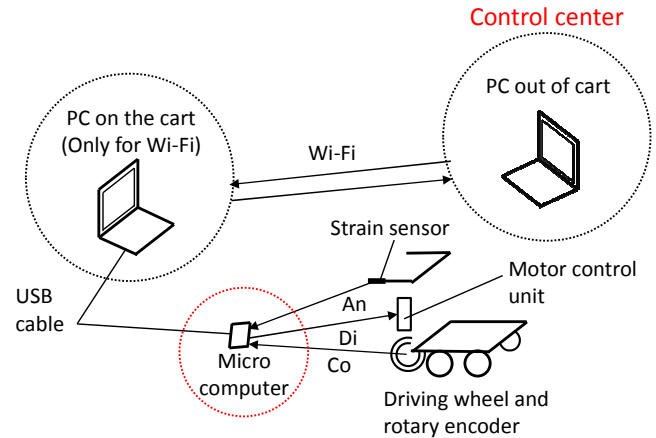 Control center
PC on the cart
(Only for Wi-Fi)
PC out of cart
Wi-Fi
Strain sensor
Motor control
unit
USB
cable
An
Di
Co
Micro
computer
Driving wheel and
rotary encoder